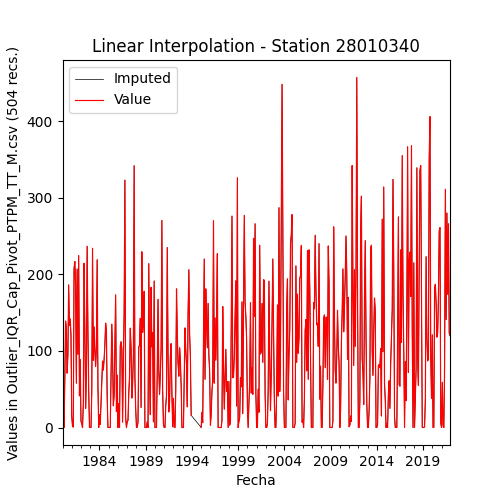 Linear Interpolation - Station 28010340
Imputed
Value
Values in Outlier_IQR_Cap_Pivot_PTPM_TT_M.csv (504 recs.)
400
300
200
100
0
1984 1989 1994 1999 2004 2009 2014 2019
Fecha